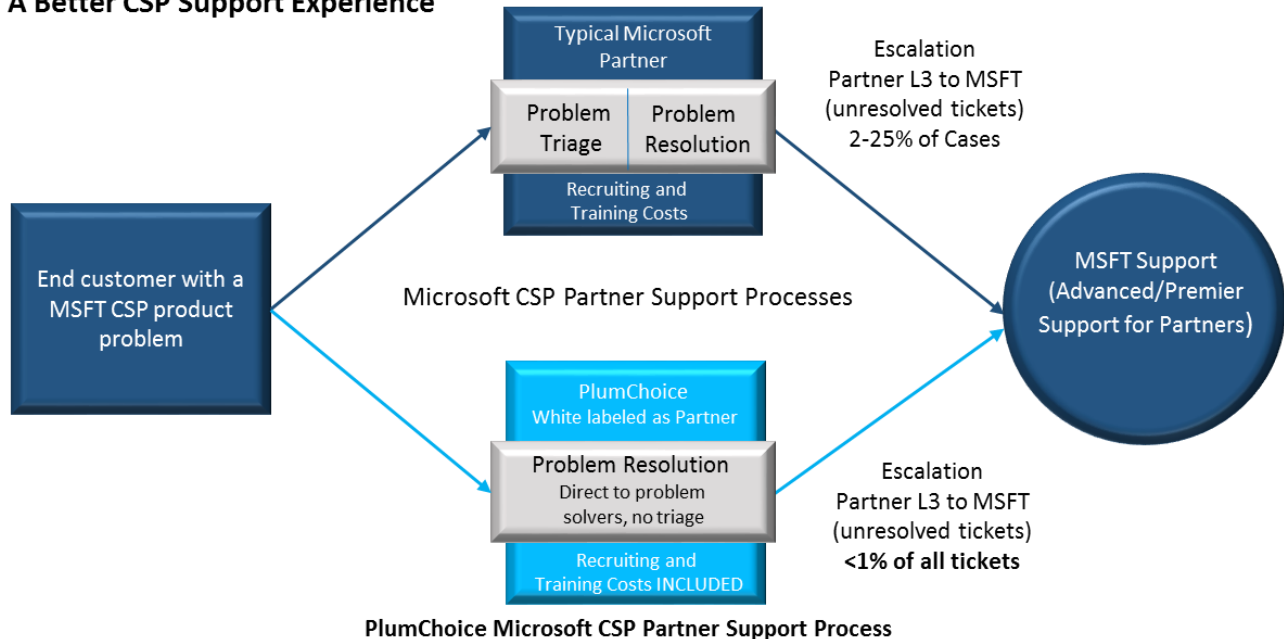 A Better CSP Support Experience
Typical Microsoft
Partner
Problem
Triage
Problem
Resolution
Recruiting and
Training Costs
Escalation
Partner L3 to MSFT
(unresolved tickets)
2-25% of Cases
End customer with a
MSFT CSP product
problem
Microsoft CSP Partner Support Processes
MSFT Support
(Advanced/Premier
Support for Partners)
PlumChoice
White labeled as Partner
Problem Resolution
Direct to problem
solvers, no triage
Recruiting and
Training Costs INCLUDED
Escalation
Partner L3 to MSFT
(unresolved tickets)
<1% of all tickets
PlumChoice Microsoft CSP Partner Support Process